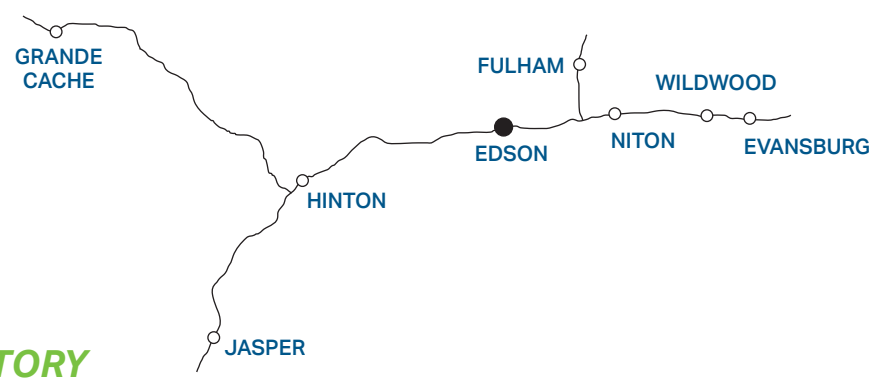 GRANDE
CACHE
FULHAM
WILDWOOD
EDSON
NITON
EVANSBURG
HINTON
JASPER
TORY